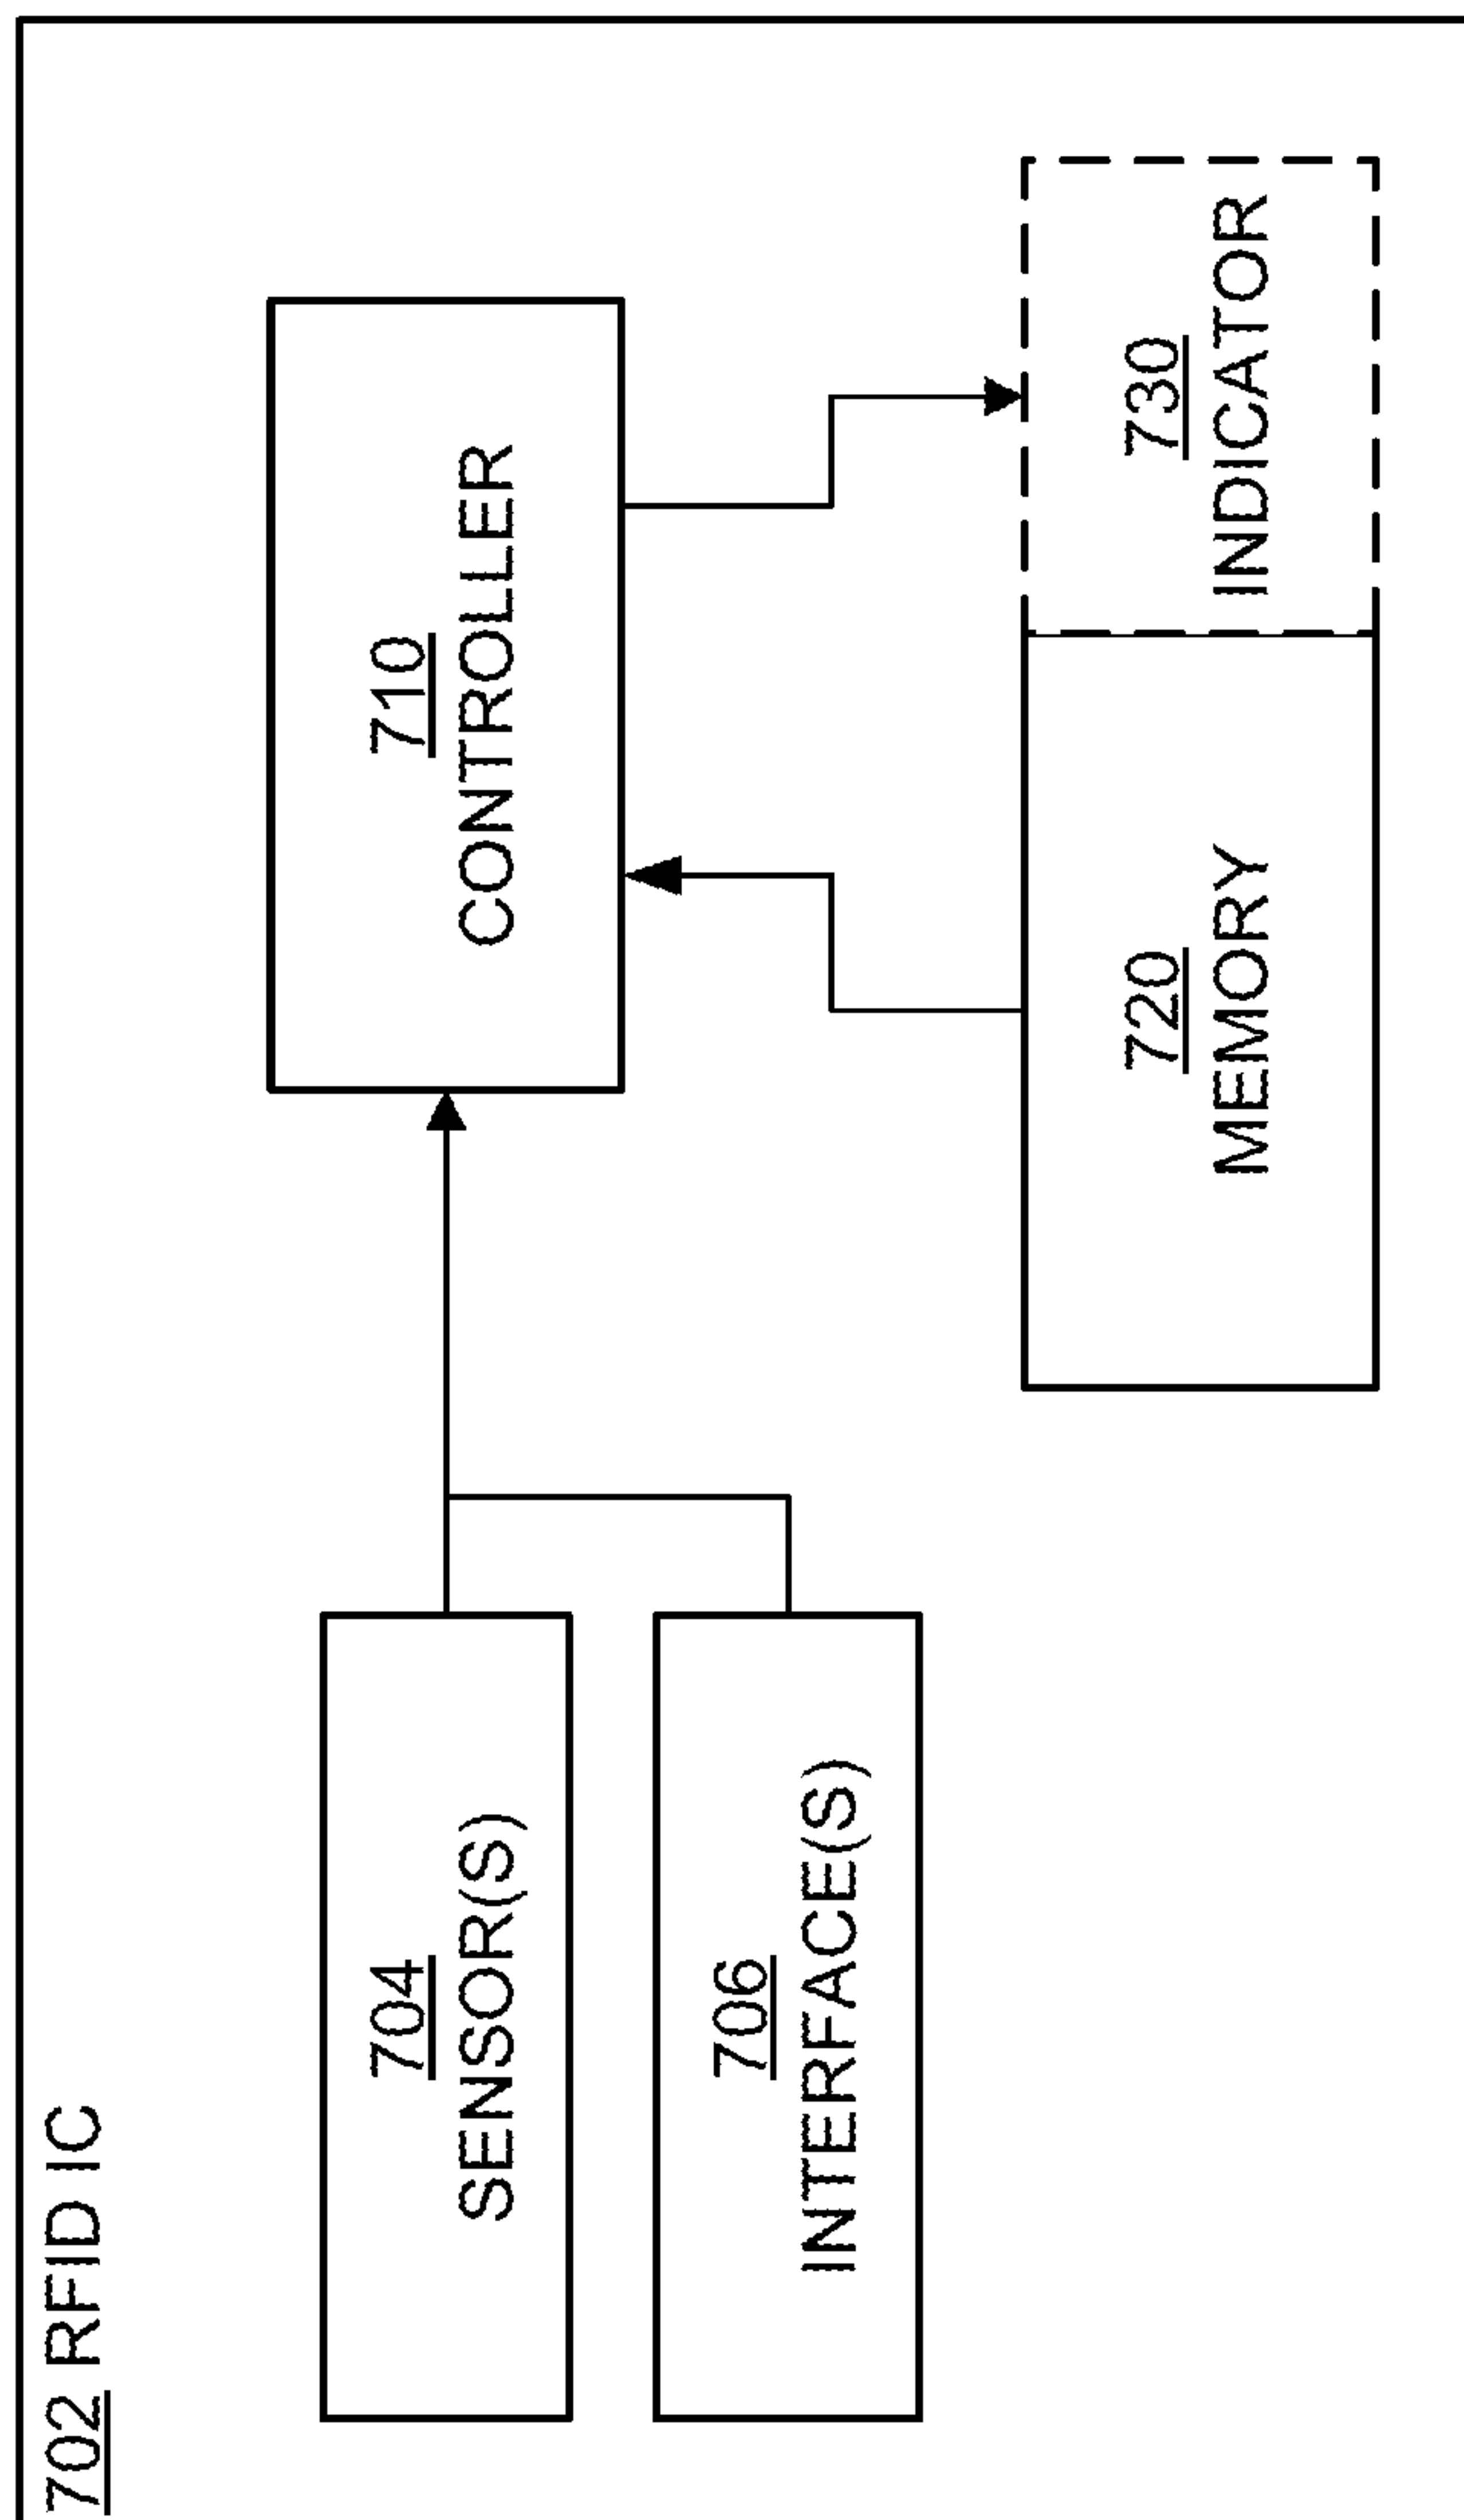 702 RFID IC
704
SENSOR(S)
706
INTERFACE(S)
710
CONTROLLER
720
MEMORY
730
INDICATOR